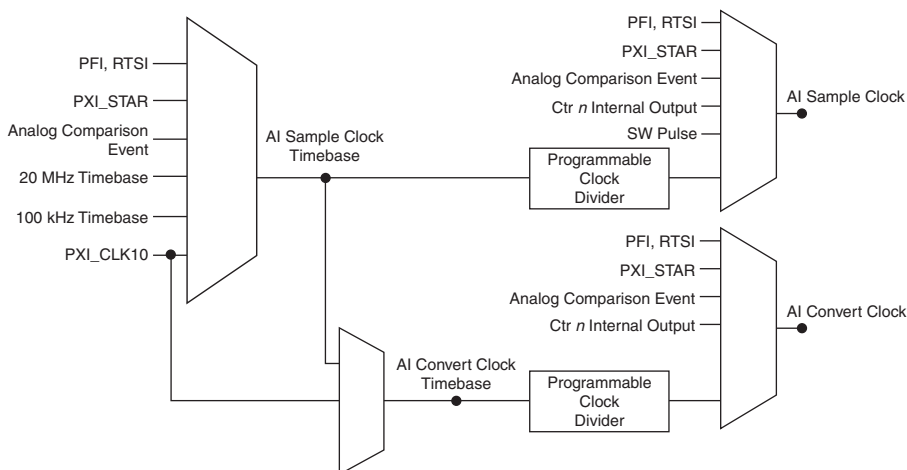 PFI, RTSI
PXI_STAR
Analog Comparison
Event
20 MHz Timebase
100 kHz Timebase
PXI_CLK10
AI Sample Clock
Timebase
Programmable
Clock
Divider
PFI, RTSI
PXI_STAR
Analog Comparison Event
Ctr n Internal Output
SW Pulse
AI Sample Clock
AI Convert Clock
Timebase
Programmable
Clock
Divider
PFI, RTSI
PXI_STAR
Analog Comparison Event
Ctr n Internal Output
AI Convert Clock